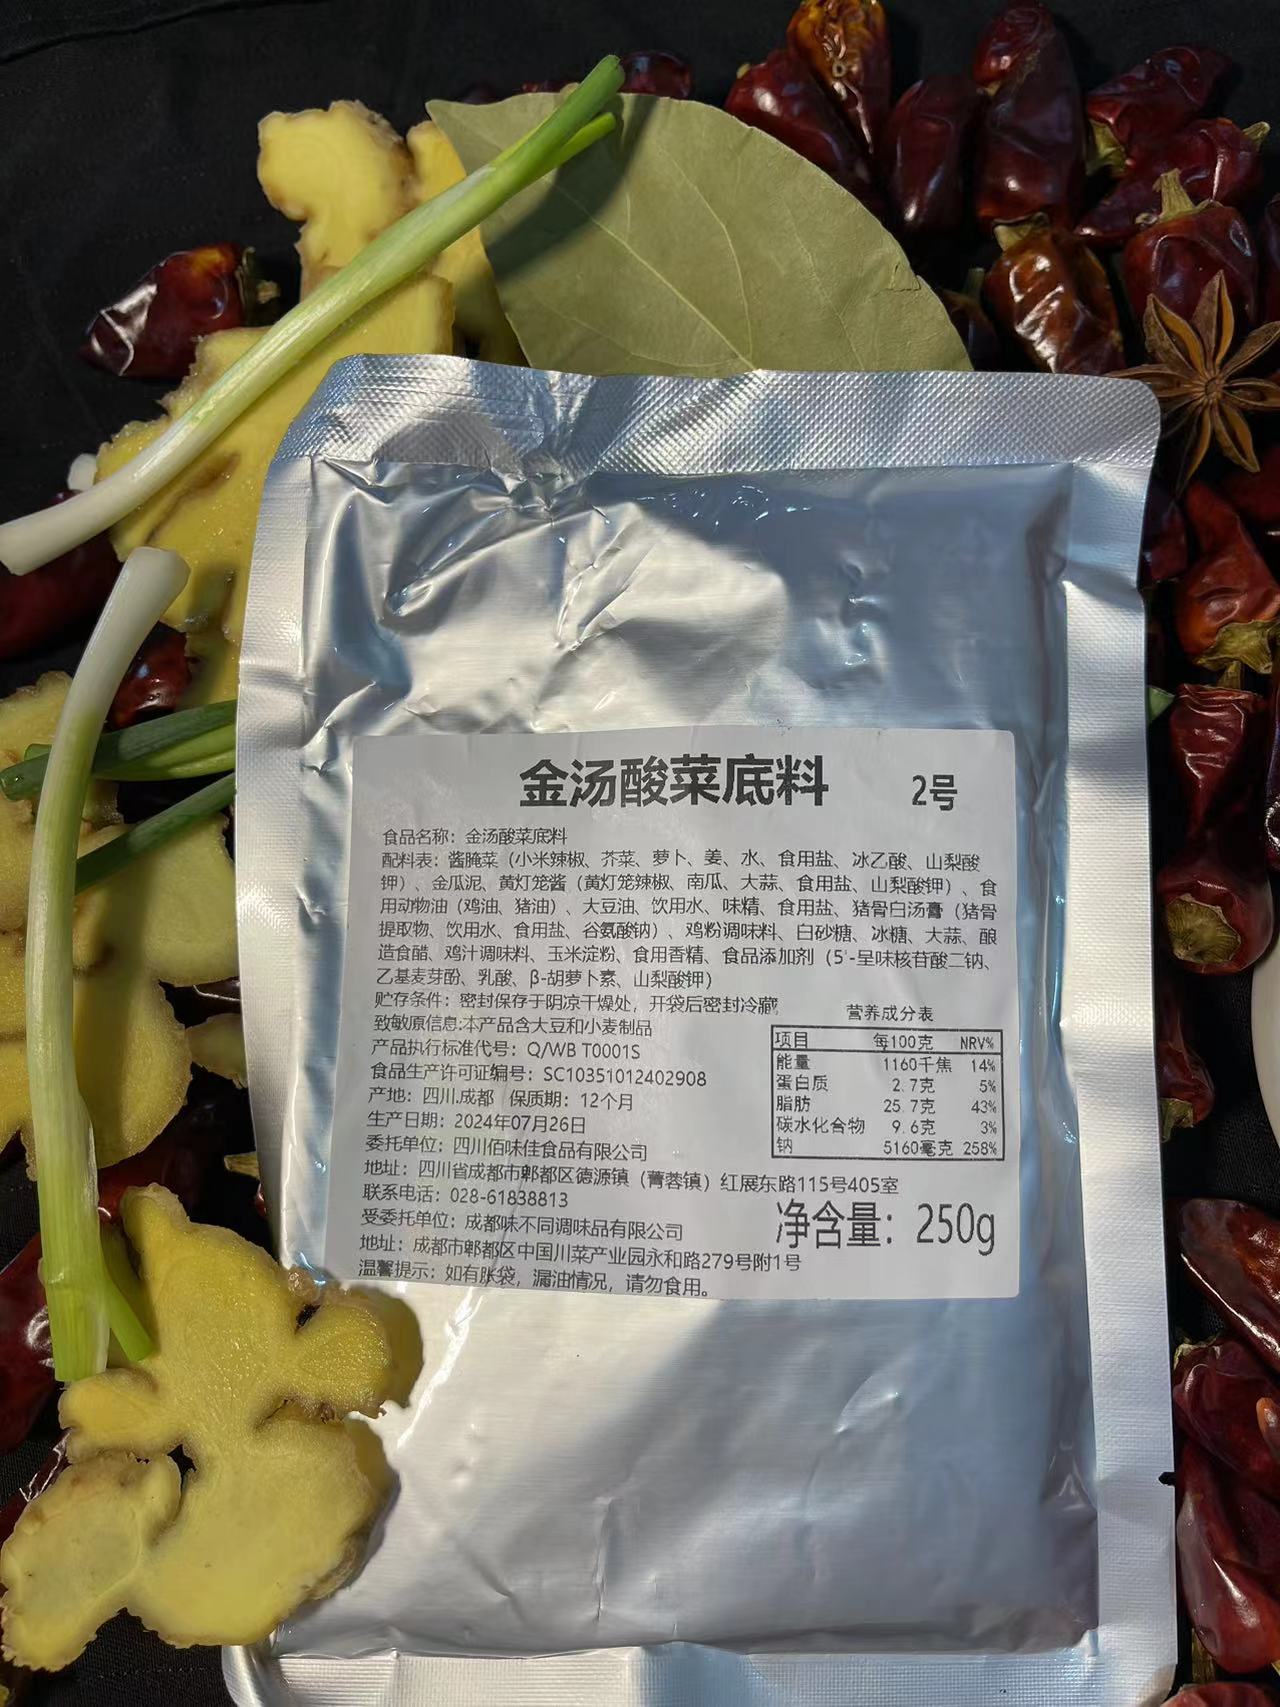 金汤酸菜底料 2号
食品名称：金汤酸菜底料
配料表：酱腌菜（小米辣椒、芥菜、萝卜、姜、水、食用盐、冰乙酸、山梨酸
钾）、金瓜泥、黄灯笼酱（黄灯笼辣椒、南瓜、大蒜、食用盐、山梨酸钾）、食
用动物油（鸡油、猪油）、大豆油、饮用水、味精、食用盐、猪骨白汤膏（猪骨
提取物、饮用水、食用盐、谷氨酸钠）、鸡粉调味料、白砂糖、冰糖、大蒜、酿
造食醋、鸡汁调味料、玉米淀粉、食用香精、食品添加剂（5'-呈味核苷酸二钠、
乙基麦芽酚、乳酸、β-胡萝卜素、山梨酸钾）
贮存条件：密封保存于阴凉干燥处，开袋后密封冷藏
致敏原信息:本产品含大豆和小麦制品
产品执行标准代号：Q/WB T0001S
食品生产许可证编号：SC10351012402908
产地：四川.成都 保质期：12个月
生产日期：2024年07月26日
委托单位：四川佰味佳食品有限公司
地址：四川省成都市郫都区德源镇（菁蓉镇）红展东路115号405室
联系电话：028-61838813
受委托单位：成都味不同调味品有限公司
地址：成都市郫都区中国川菜产业园永和路279号附1号
温馨提示：如有胀袋，漏油情况，请勿食用。
营养成分表
项目 每100克 NRV%
能量 1160千焦 14%
蛋白质 2.7克 5%
脂肪 25.7克 43%
碳水化合物 9.6克 3%
钠 5160毫克 258%
净含量：250g